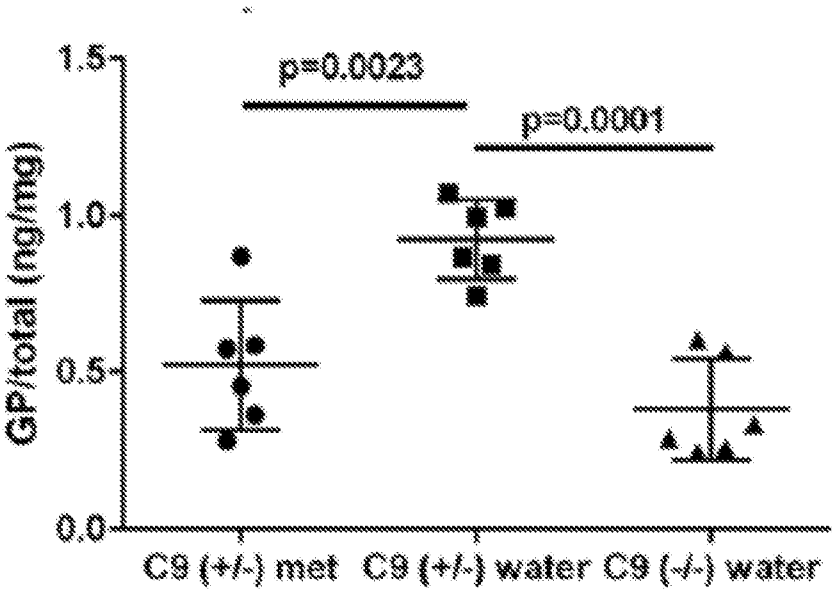 1.5
p=0.0023
p=0.0001
1.0
GP/total (ng/mg)
0.5
0.0
C9 (+/-) met C9 (+/-) water C9 (-/-) water